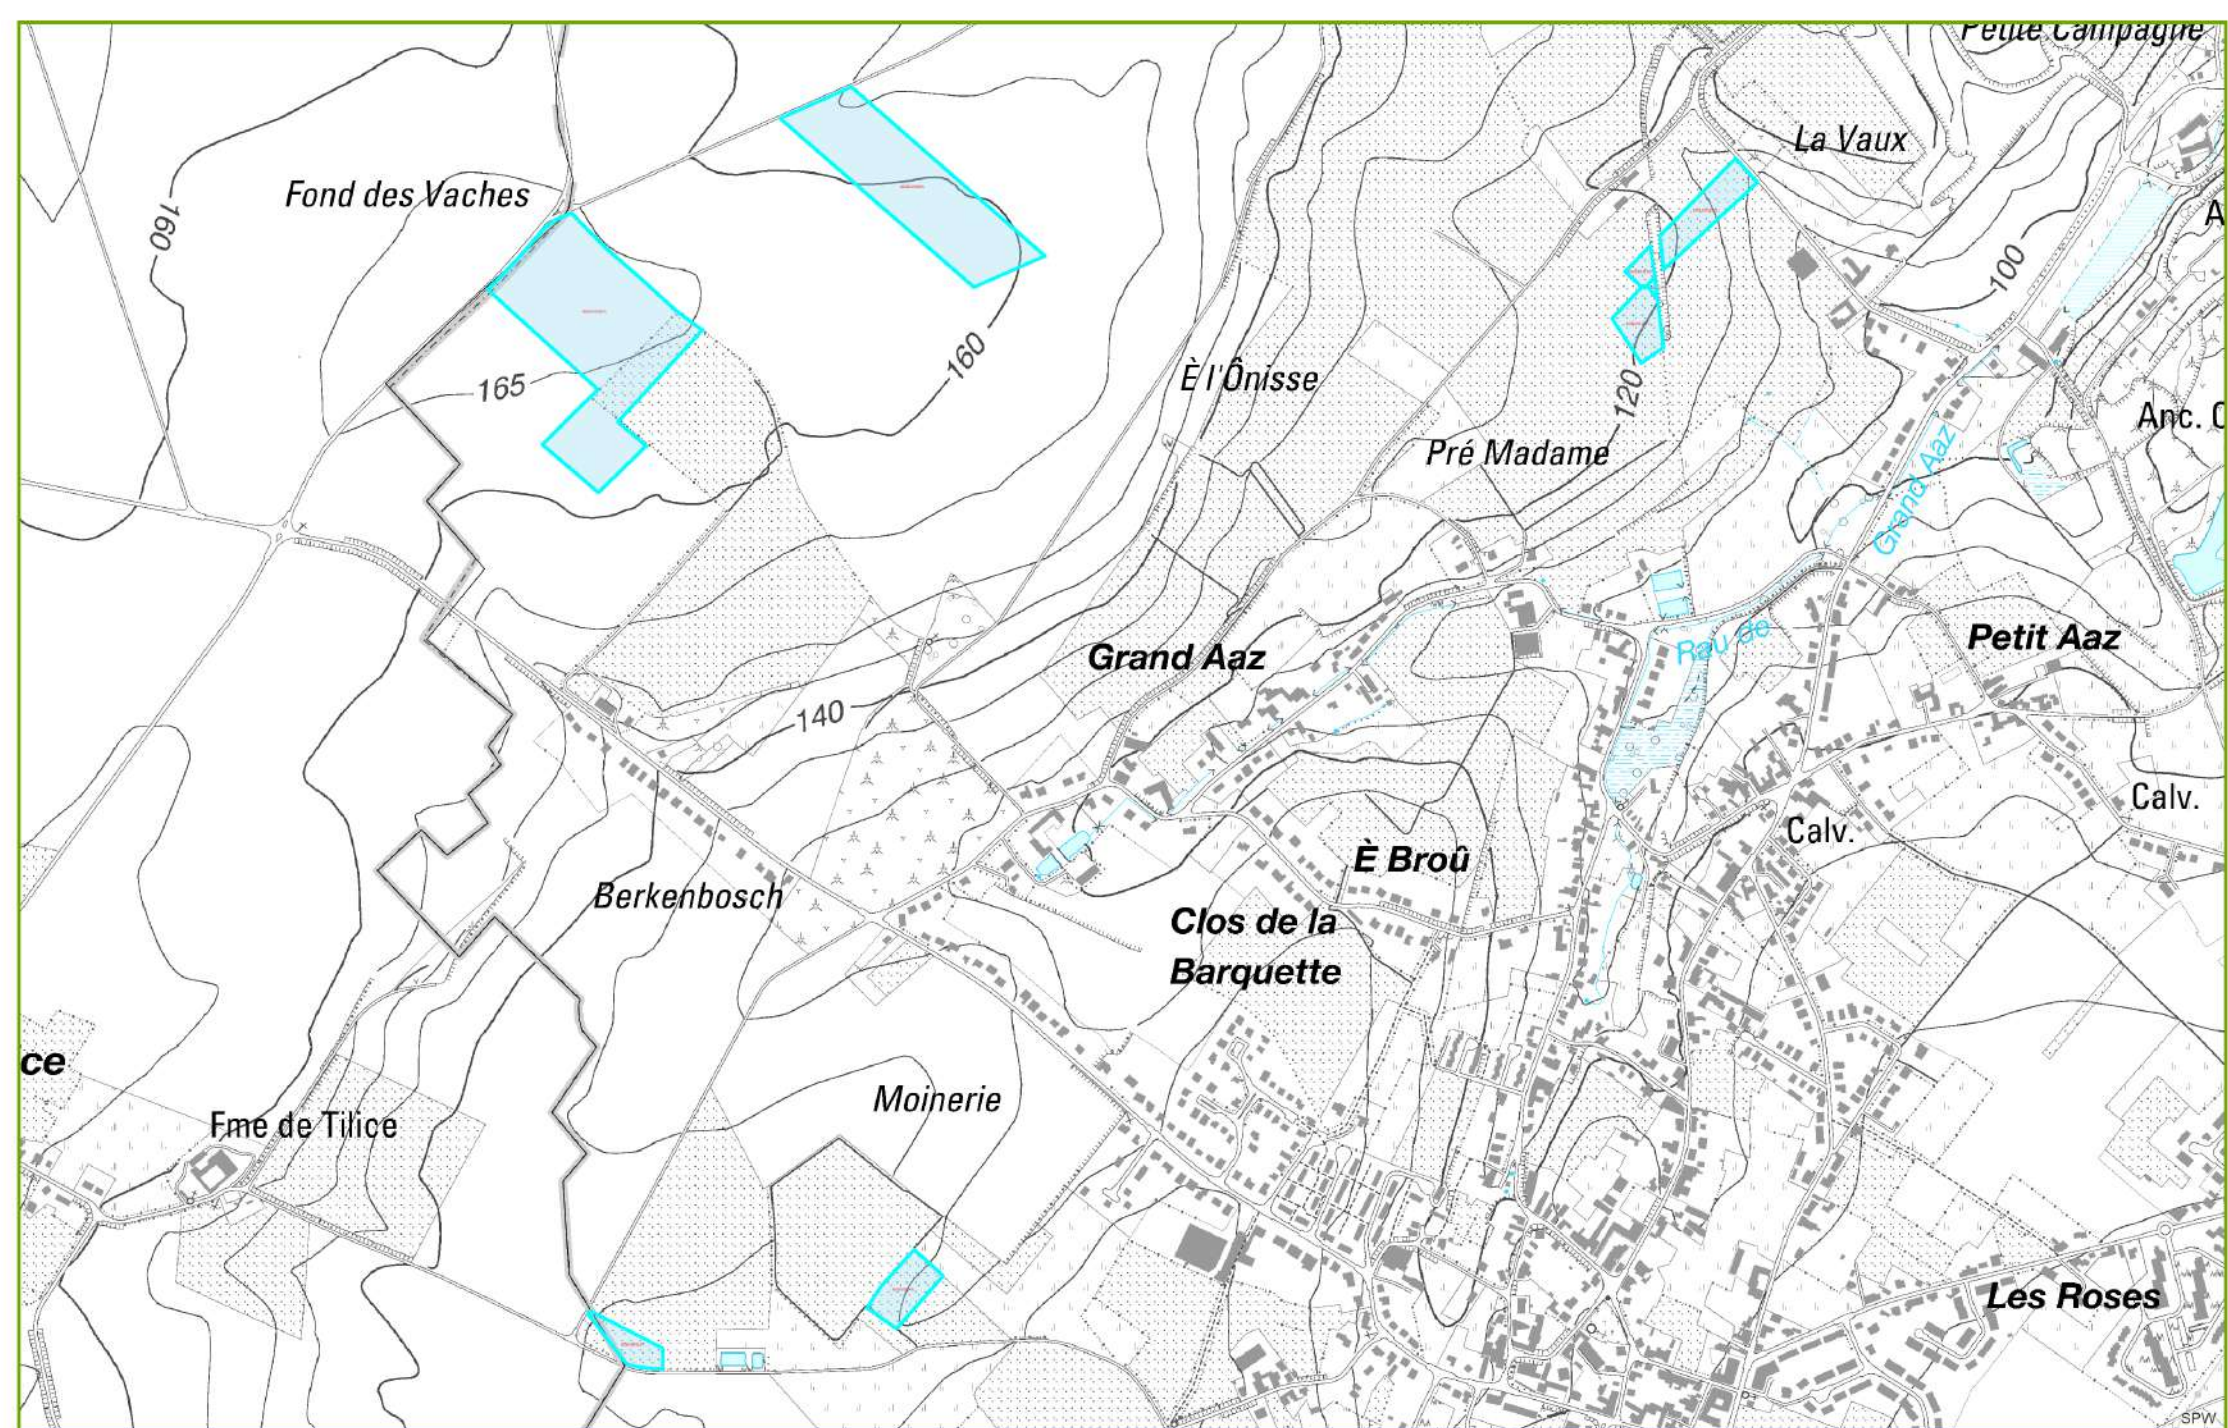 Petite Campagne
La Vaux
Fond des Vaches
160
A
100
160
165
È l'Ônisse
120
Anc. C
Pré Madame
Grand Aaz
Rau de
Petit Aaz
Grand Aaz
140
Calv.
Calv.
È Broû
Berkenbosch
Clos de la
Barquette
ce
Moinerie
Fme de Tilice
Les Roses
SPW